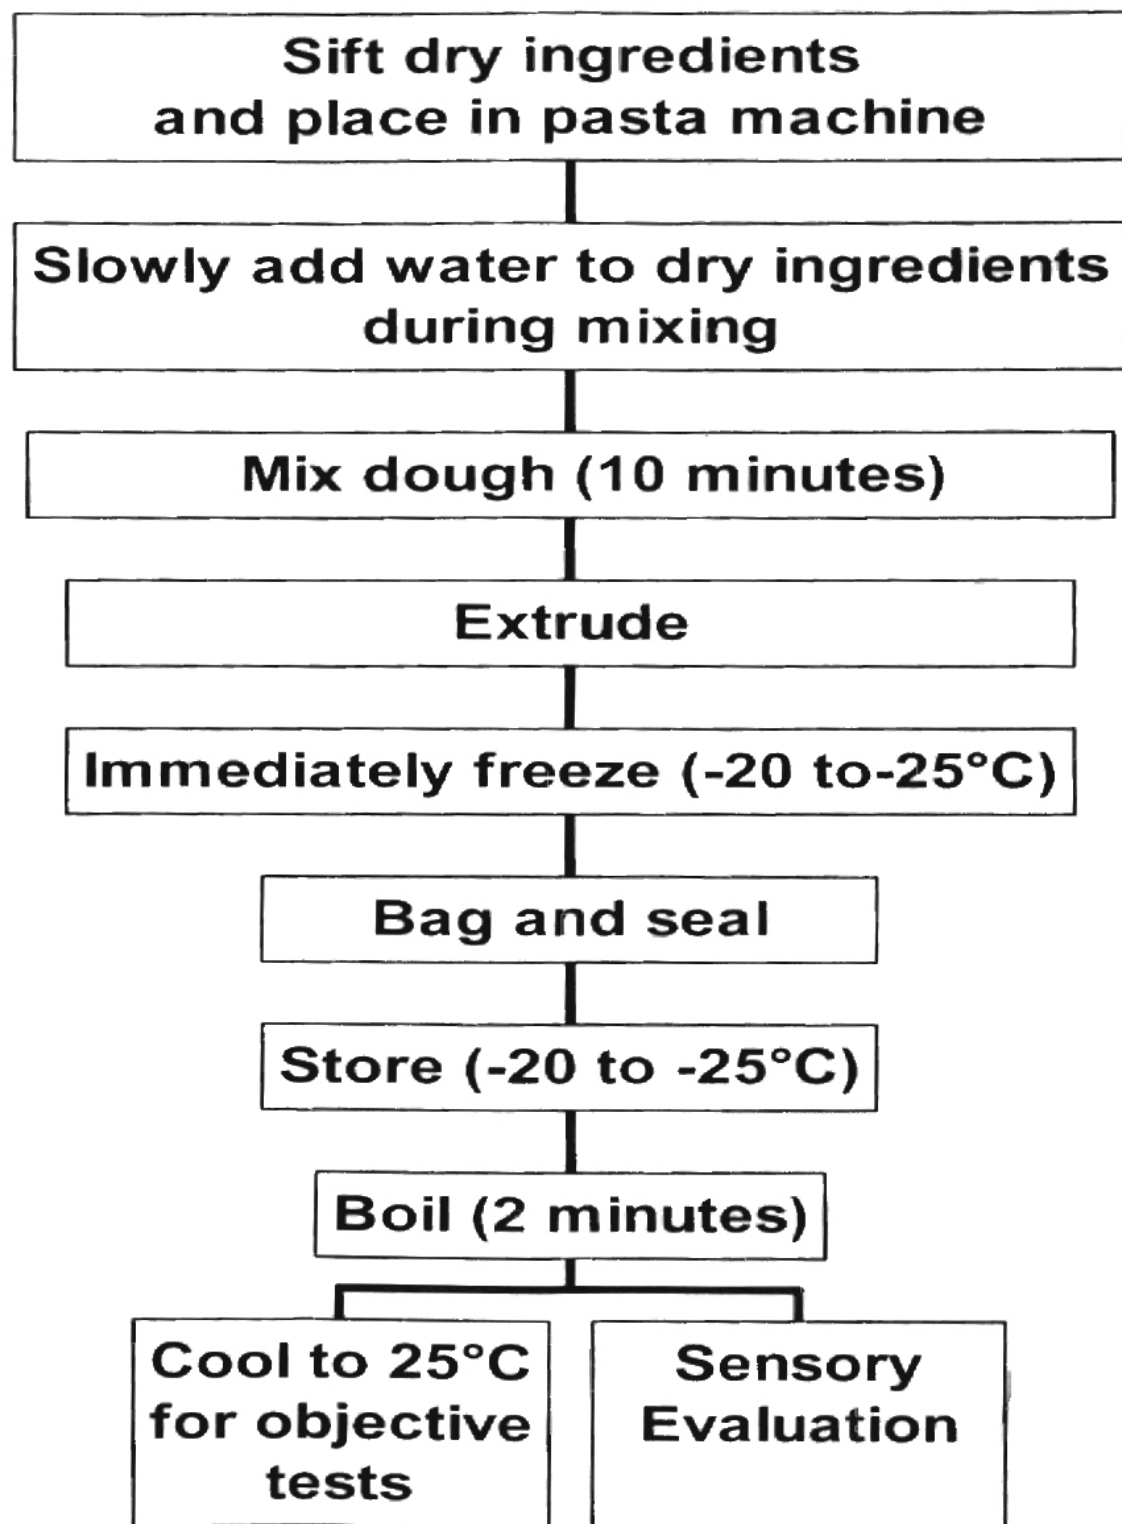 Sift dry ingredients
and place in pasta machine
Slowly add water to dry ingredients
during mixing
Mix dough (10 minutes)
Extrude
Immediately freeze (-20 to-25°C)
Bag and seal
Store (-20 to -25°C)
Boil (2 minutes)
Cool to 25°C
for objective
tests
Sensory
Evaluation